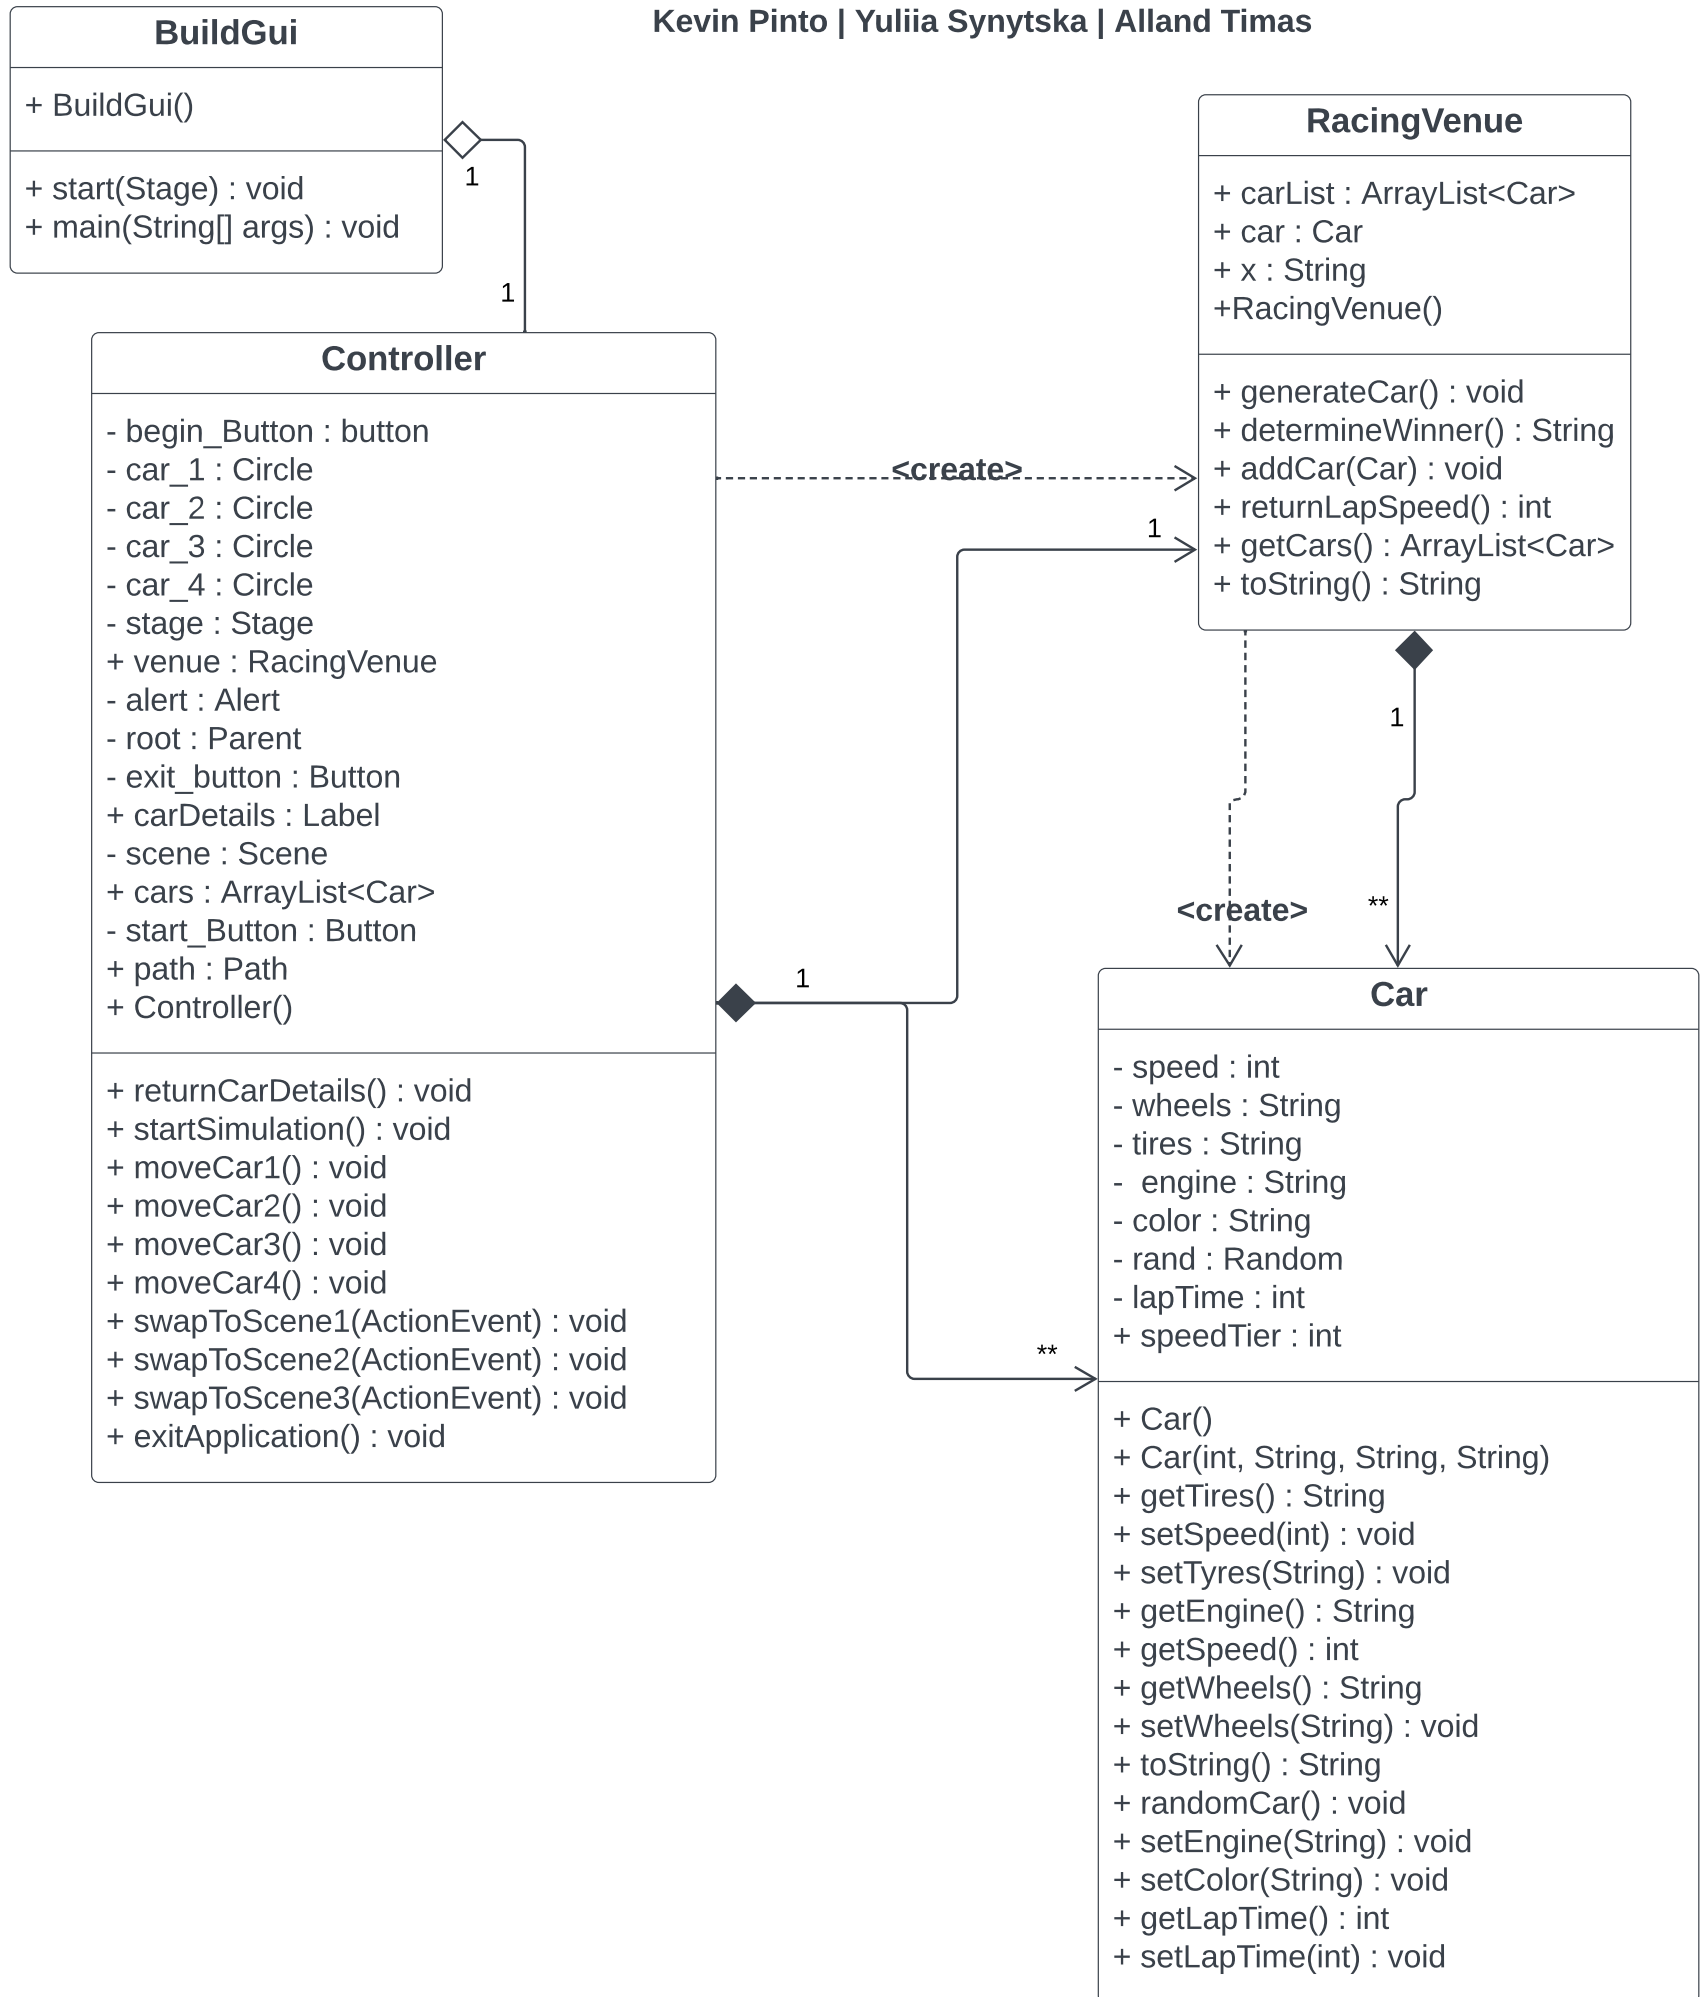 Kevin Pinto | Yuliia Synytska | Alland Timas
BuildGui
+ BuildGui()
+ start(Stage) : void
+ main(String[] args) : void
1
1
Controller
- begin_Button : button
- car_1 : Circle
- car_2 : Circle
- car_3 : Circle
- car_4 : Circle
- stage : Stage
+ venue : RacingVenue
- alert : Alert
- root : Parent
- exit_button : Button
+ carDetails : Label
- scene : Scene
+ cars : ArrayList<Car>
- start_Button : Button
+ path : Path
+ Controller()
+ returnCarDetails() : void
+ startSimulation() : void
+ moveCar1() : void
+ moveCar2() : void
+ moveCar3() : void
+ moveCar4() : void
+ swapToScene1(ActionEvent) : void
+ swapToScene2(ActionEvent) : void
+ swapToScene3(ActionEvent) : void
+ exitApplication() : void
<create>
1
1
**
RacingVenue
+ carList : ArrayList<Car>
+ car : Car
+ x : String
+RacingVenue()
+ generateCar() : void
+ determineWinner() : String
+ addCar(Car) : void
+ returnLapSpeed() : int
+ getCars() : ArrayList<Car>
+ toString() : String
1
<create>
**
Car
- speed : int
- wheels : String
- tires : String
-  engine : String
- color : String
- rand : Random
- lapTime : int
+ speedTier : int
+ Car()
+ Car(int, String, String, String)
+ getTires() : String
+ setSpeed(int) : void
+ setTyres(String) : void
+ getEngine() : String
+ getSpeed() : int
+ getWheels() : String
+ setWheels(String) : void
+ toString() : String
+ randomCar() : void
+ setEngine(String) : void
+ setColor(String) : void
+ getLapTime() : int
+ setLapTime(int) : void